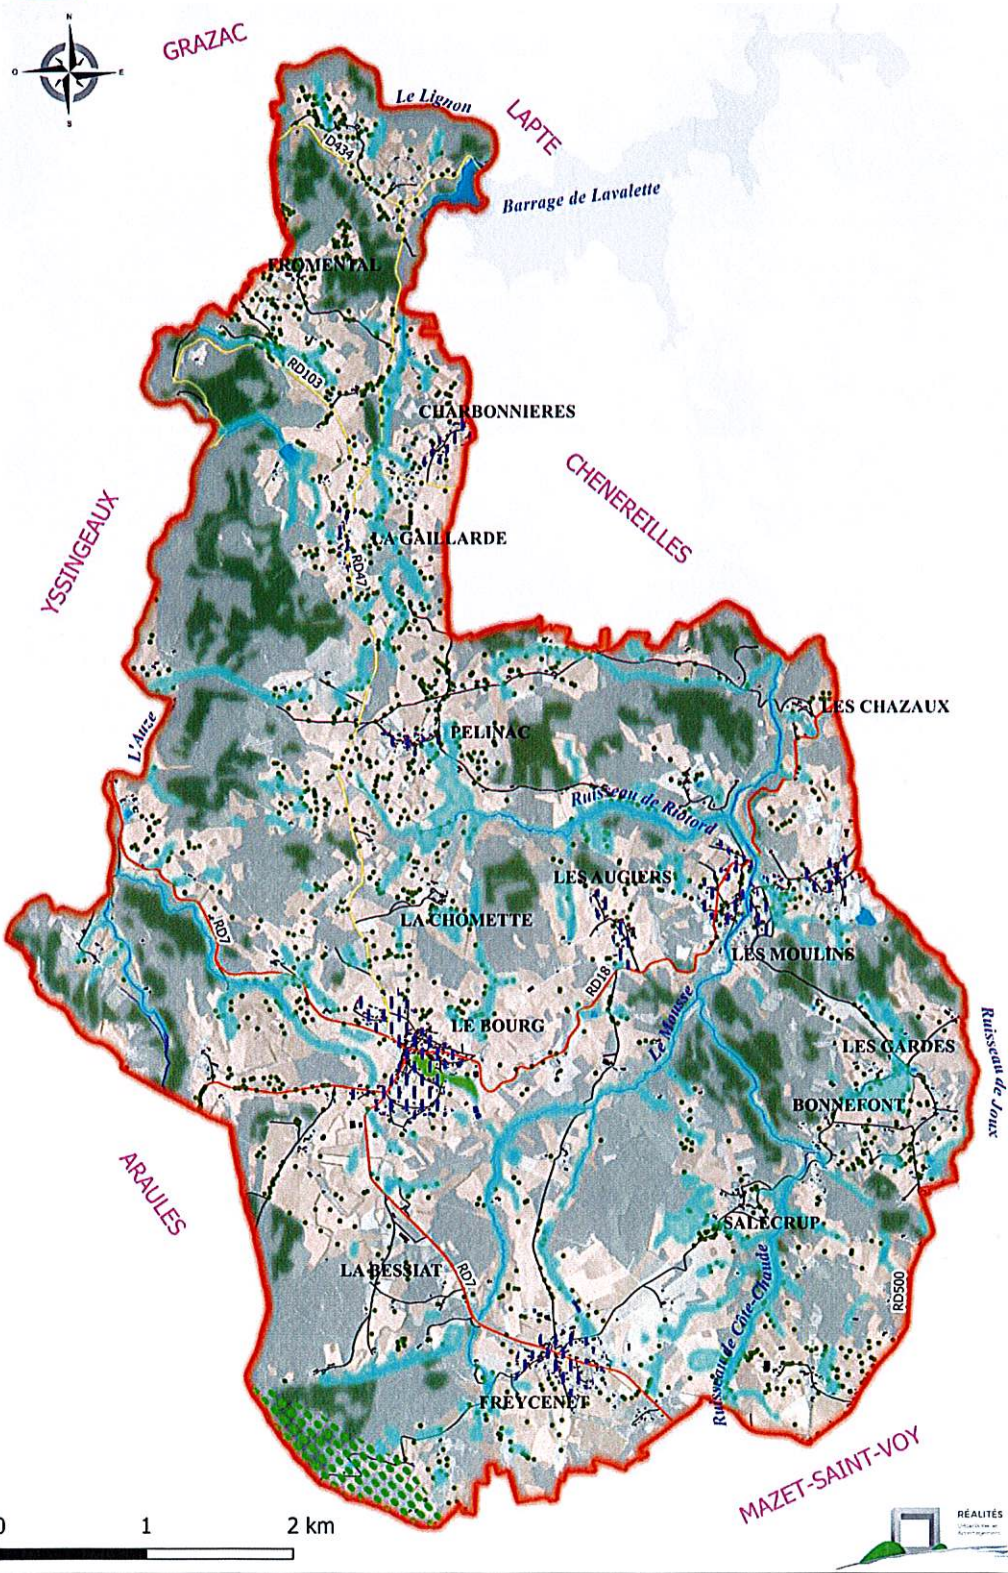 N
GRAZAC
O
E
S
Le Lignon
LAPTE
D434
Barrage de Lavalette
FROMENTAL
RD103
CHARBONNIERES
CHENEREILLES
YSSINGEAUX
LA GAILLARDE
RD47
LES CHAZAUX
L'Auze
PELINAC
Ruisseau de Riotord
LES AUGIERS
LA CHOMETTE
RD7
LES MOULINS
RD18
LE BOURG
Le Mousse
LES GARDES
Ruisseau de Joux
BONNEFONT
ARAULES
SALECRUP
LA BESSIAT
RD7
Ruisseau de Côte-Chaude
RD500
FREYCENET
MAZET-SAINT-VOY
0 1 2 km
RÉALITÉS